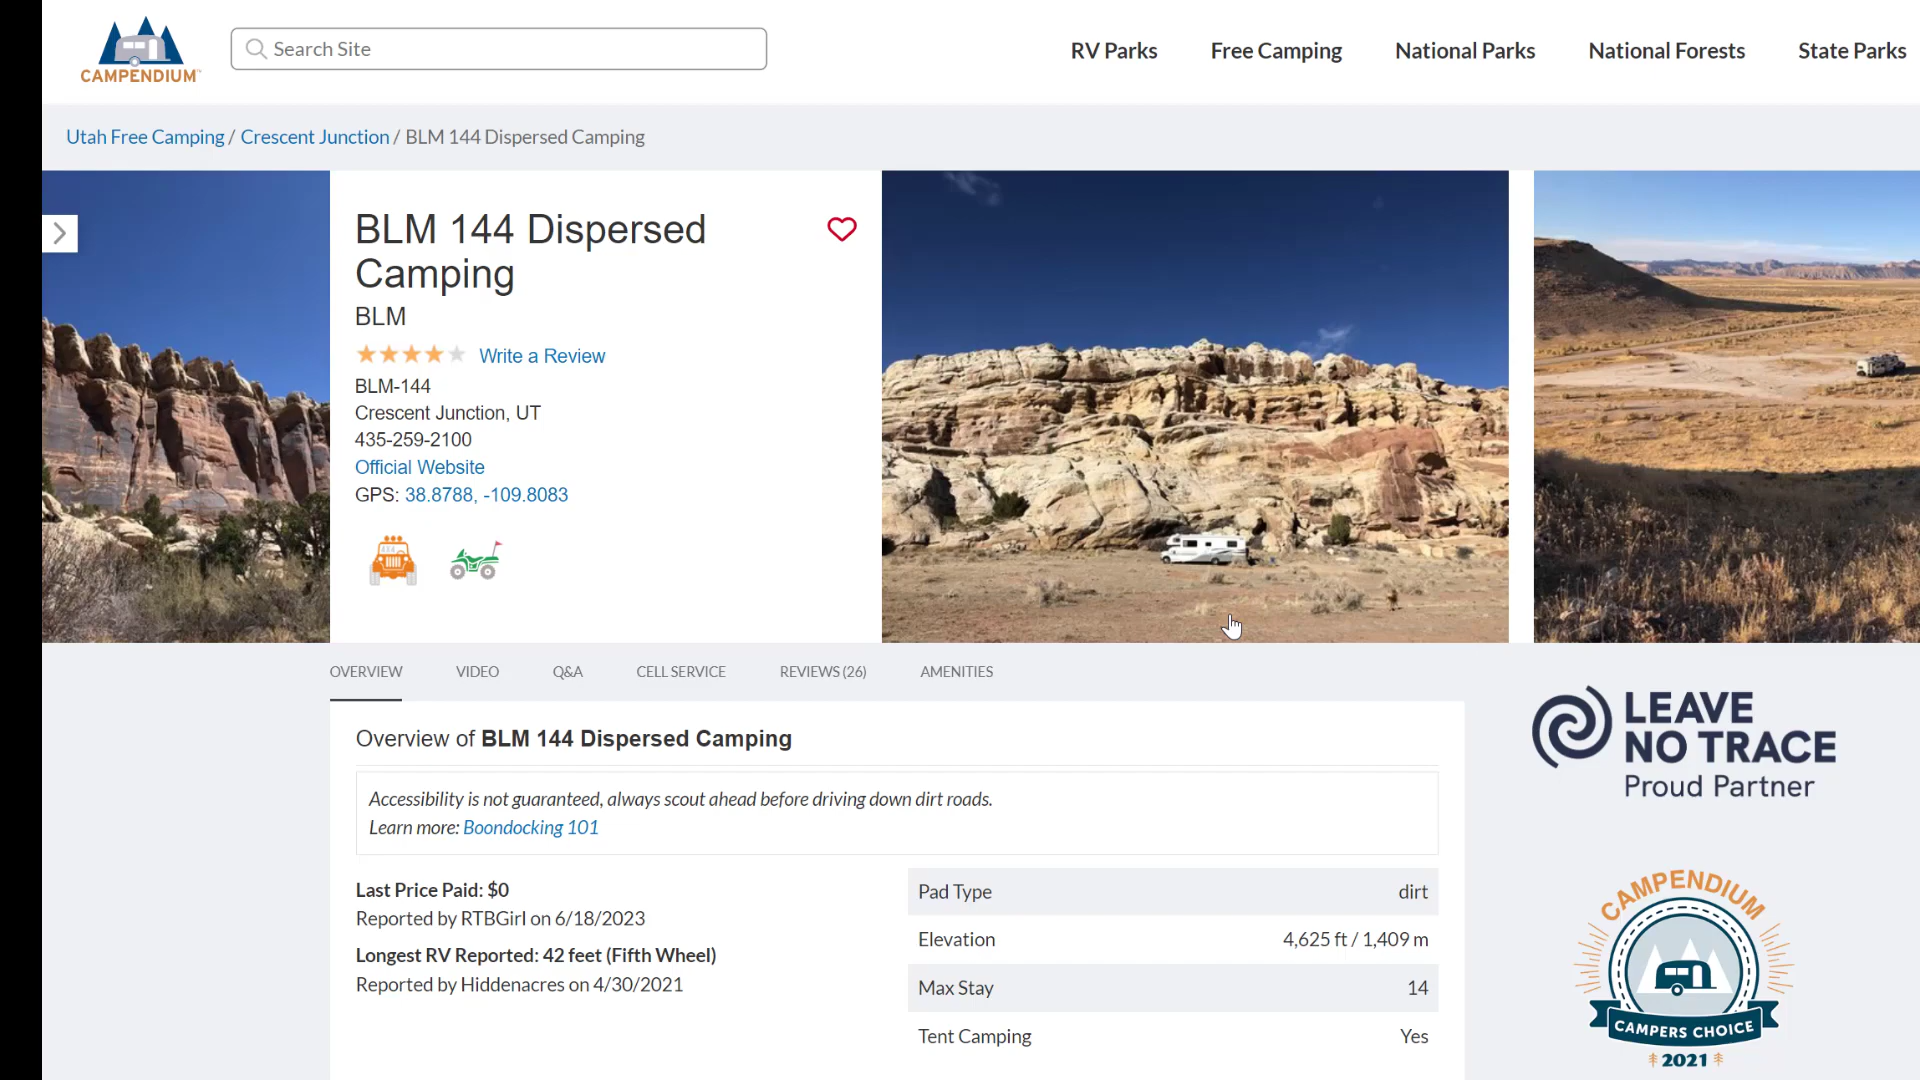 CAMPENDIUM
Search Site
RV Parks
Free Camping
National Parks
National Forests
State Parks
Utah Free Camping / Crescent Junction / BLM 144 Dispersed Camping
BLM 144 Dispersed
Camping
BLM
Write a Review
BLM-144
Crescent Junction, UT
435-259-2100
Official Website
GPS: 38.8788, -109.8083
4X4
OVERVIEW
VIDEO
Q&A
CELL SERVICE
REVIEWS (26)
AMENITIES
Overview of BLM 144 Dispersed Camping
Accessibility is not guaranteed, always scout ahead before driving down dirt roads.
Learn more: Boondocking 101
Last Price Paid: $0
Reported by RTBGirl on 6/18/2023
Longest RV Reported: 42 feet (Fifth Wheel)
Reported by Hiddenacres on 4/30/2021
Pad Type dirt
Elevation 4,625 ft / 1,409 m
Max Stay 14
Tent Camping Yes
LEAVE
NO TRACE
Proud Partner
CAMPENDIUM
CAMPERS CHOICE
2021